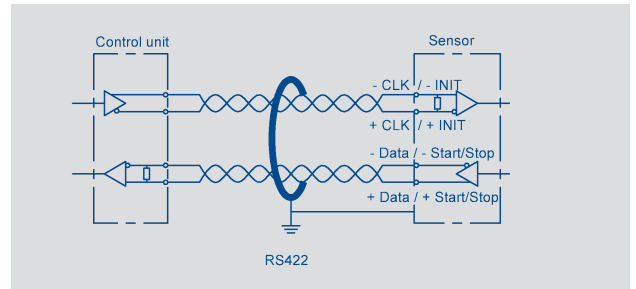 Control unit
Sensor
- CLK / - INIT
+ CLK / + INIT
- Data / - Start/Stop
+ Data / + Start/Stop
RS422